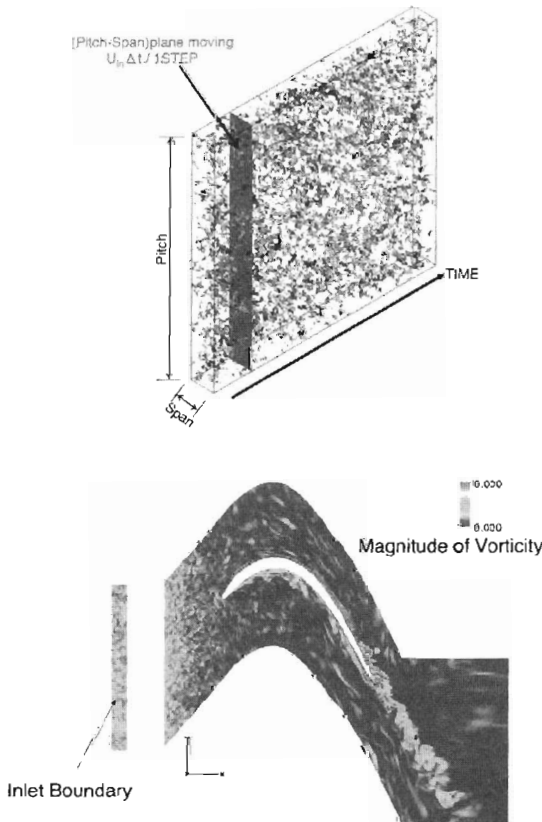 [Pitch-Span)plane moving
U_in Δt / 1STEP
Pitch
TIME
Span
Magnitude of Vorticity
Inlet Boundary